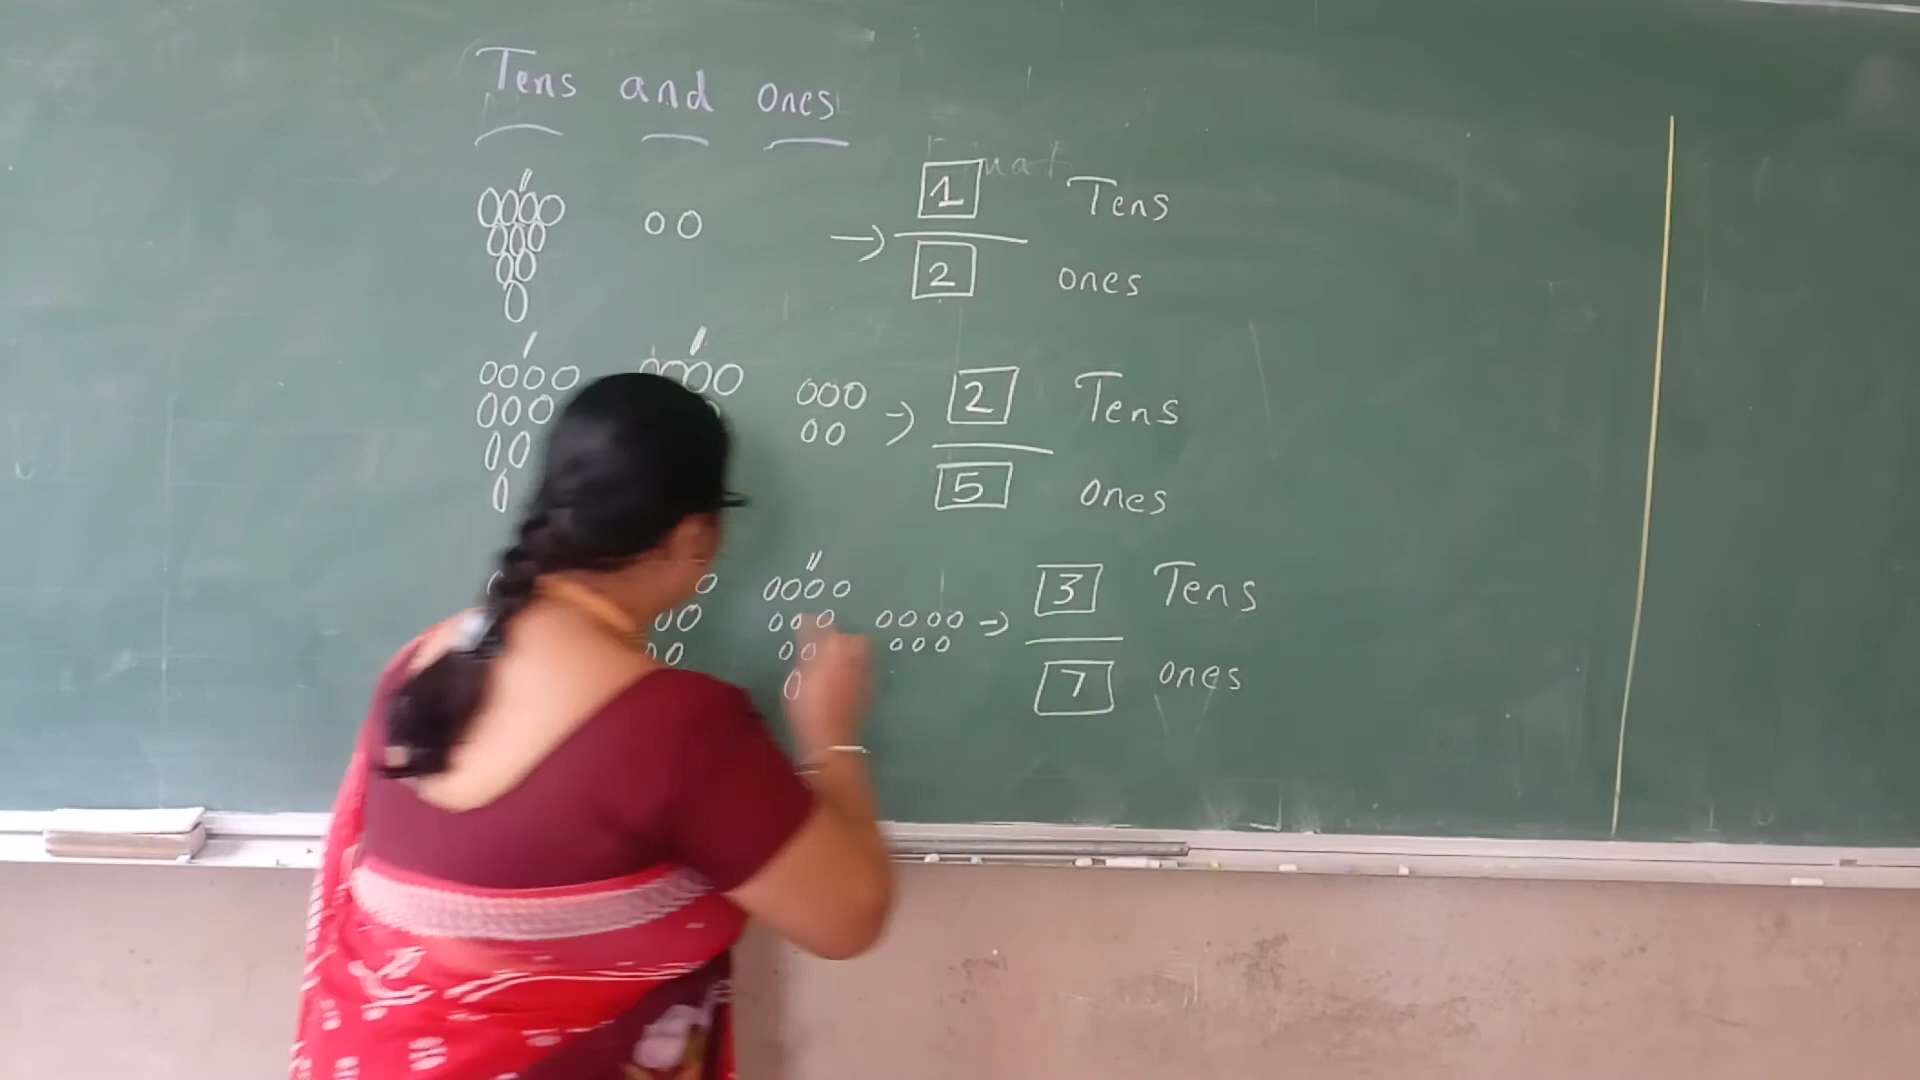 Tens and ones
1 Tens
2 ones
2 Tens
5 ones
3 Tens
7 ones